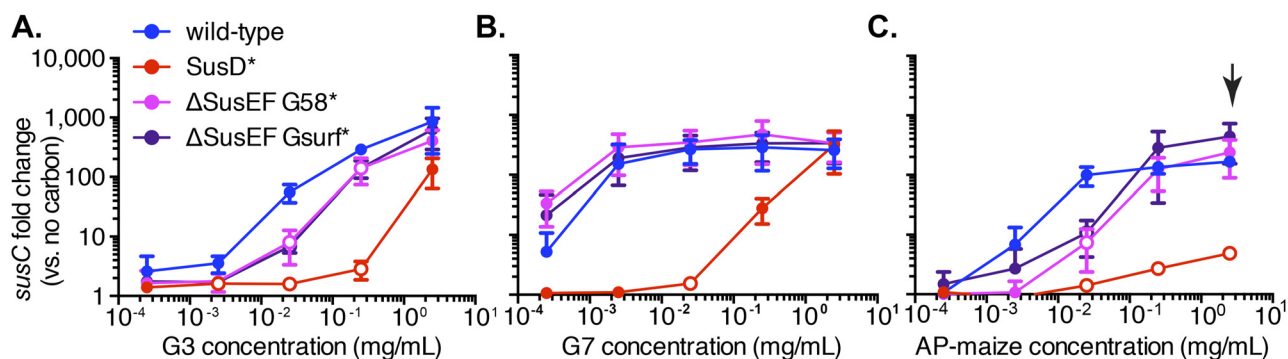 A.
wild-type
SusD*
ΔSusEF G58*
ΔSusEF Gsurf*
susC fold change
(vs. no carbon)
10,000
1,000
100
10
1
10⁻⁴ 10⁻³ 10⁻² 10⁻¹ 10⁰ 10¹
G3 concentration (mg/mL)
B.
10⁻⁴ 10⁻³ 10⁻² 10⁻¹ 10⁰ 10¹
G7 concentration (mg/mL)
C.
10⁻⁴ 10⁻³ 10⁻² 10⁻¹ 10⁰ 10¹
AP-maize concentration (mg/mL)